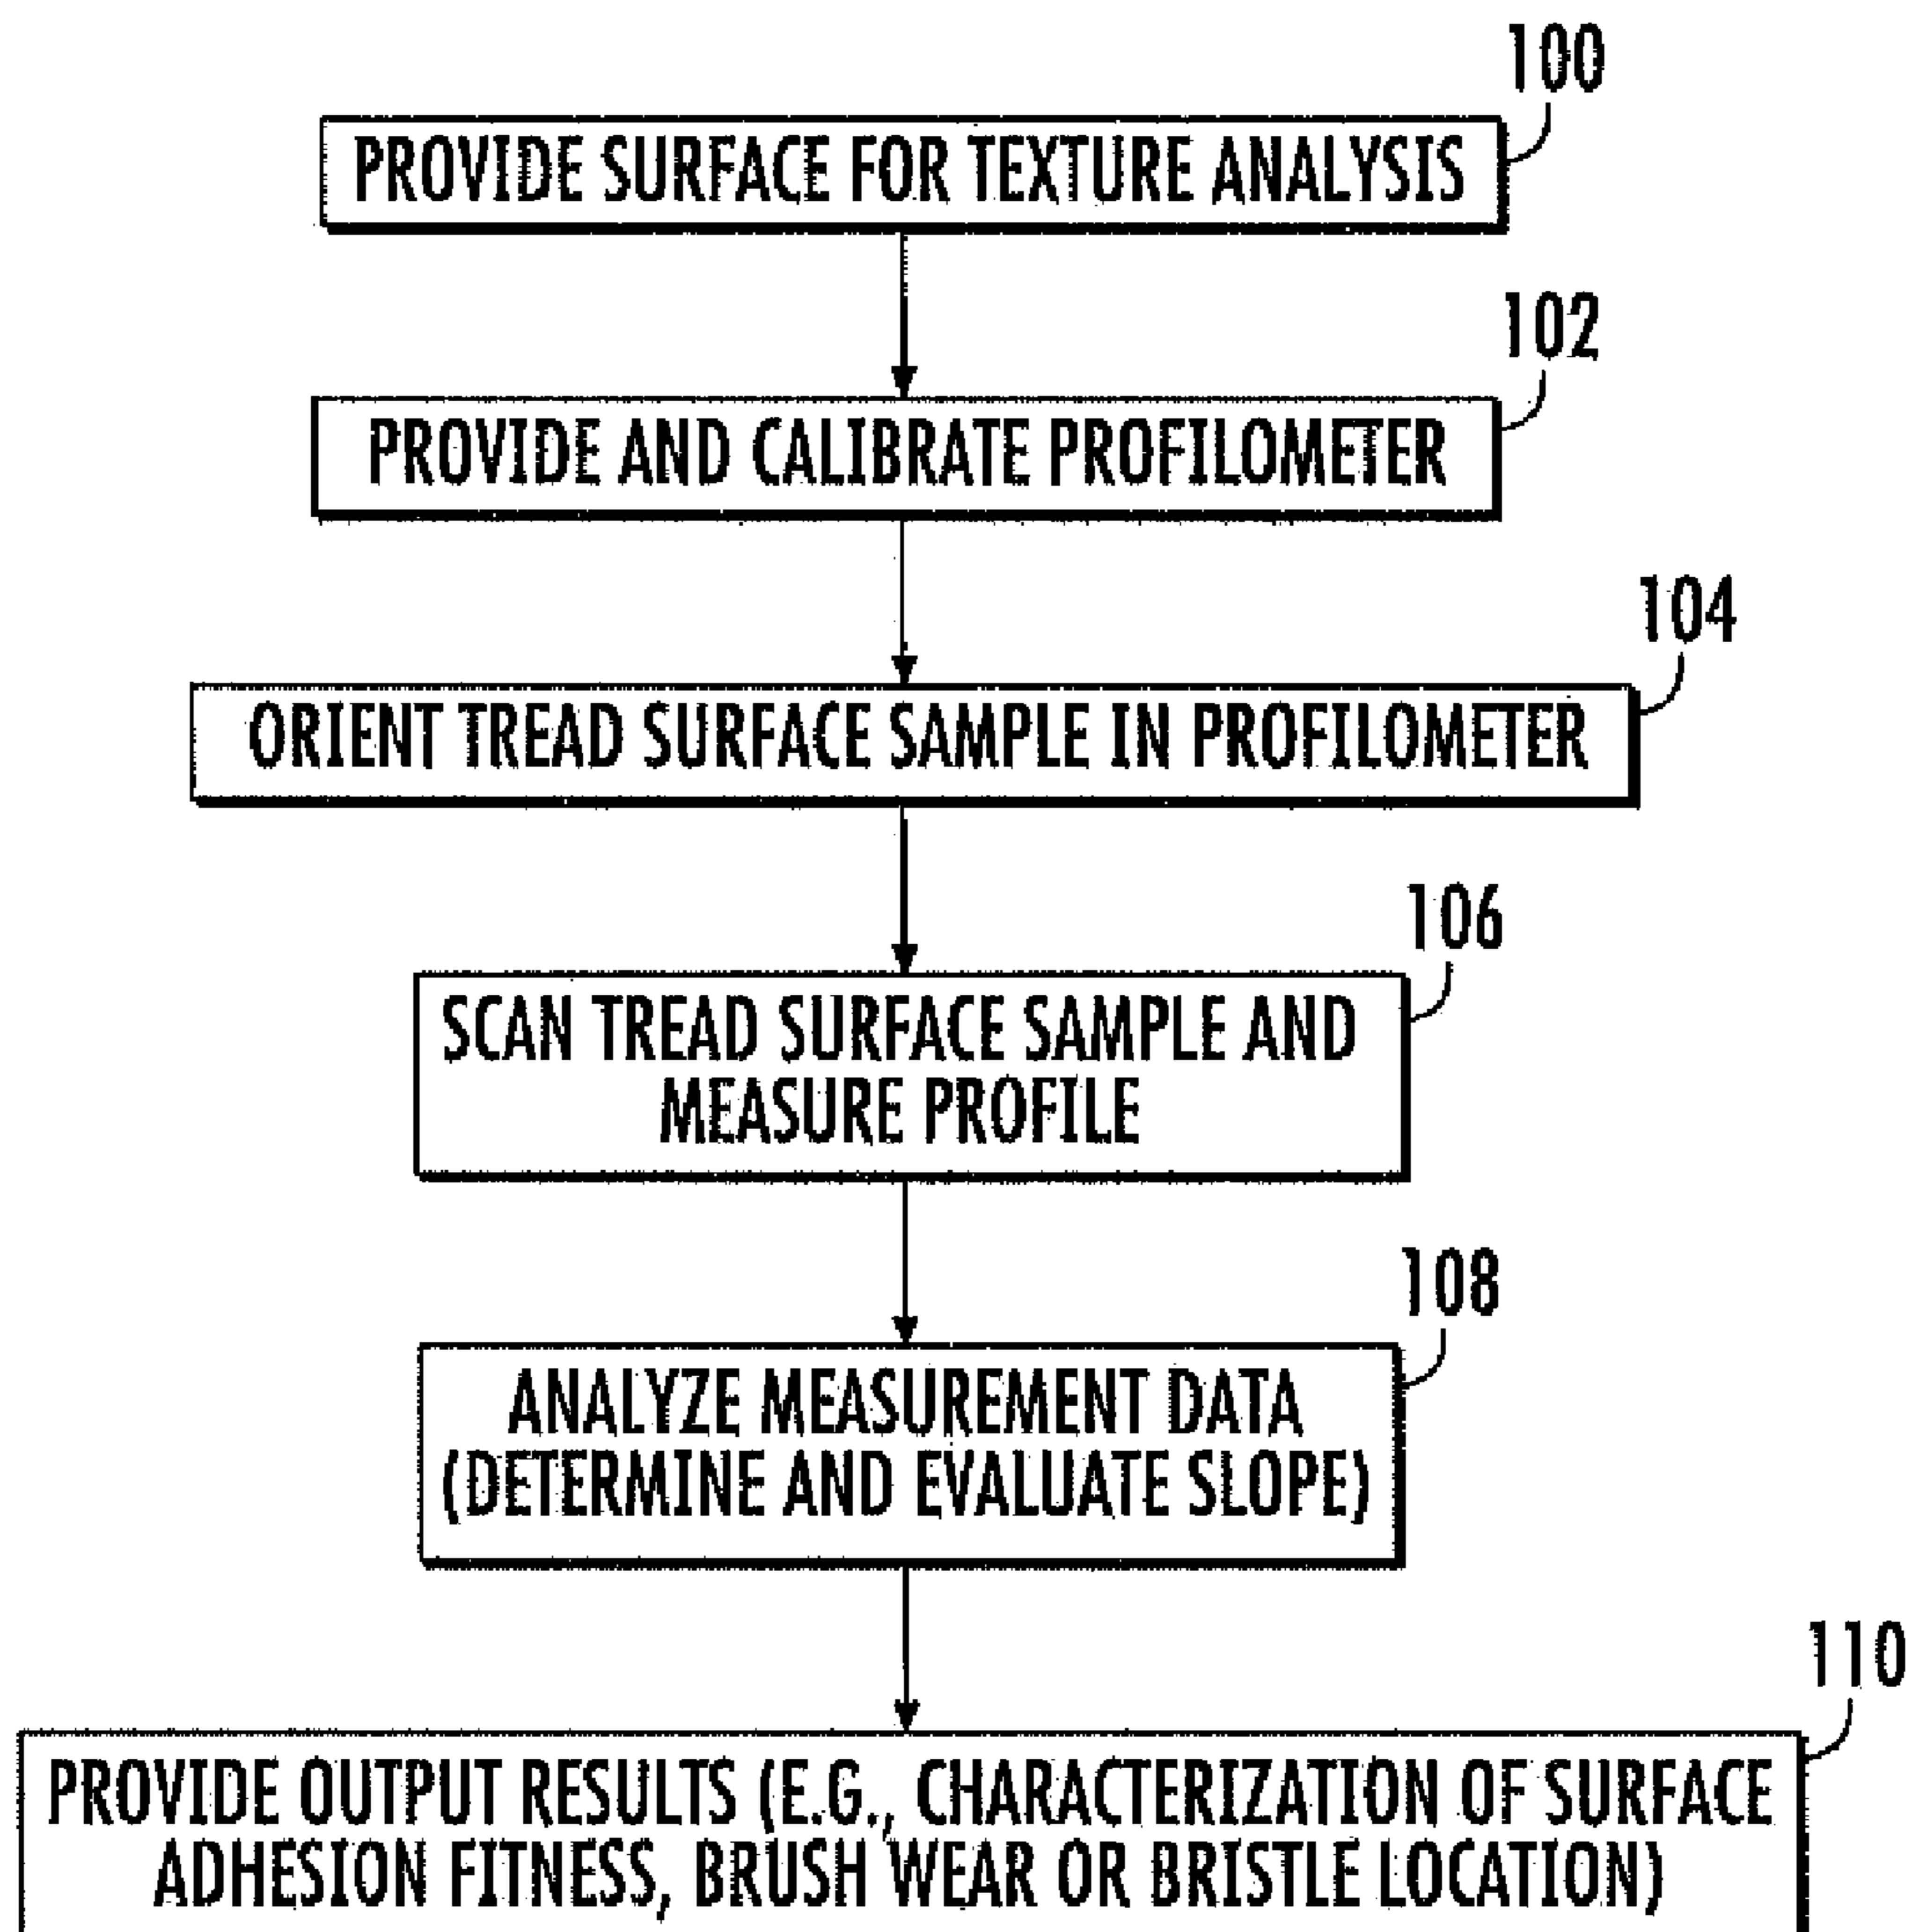 100
PROVIDE SURFACE FOR TEXTURE ANALYSIS
102
PROVIDE AND CALIBRATE PROFILOMETER
104
ORIENT TREAD SURFACE SAMPLE IN PROFILOMETER
106
SCAN TREAD SURFACE SAMPLE AND
MEASURE PROFILE
108
ANALYZE MEASUREMENT DATA
(DETERMINE AND EVALUATE SLOPE)
110
PROVIDE OUTPUT RESULTS (E.G., CHARACTERIZATION OF SURFACE
ADHESION FITNESS, BRUSH WEAR OR BRISTLE LOCATION)